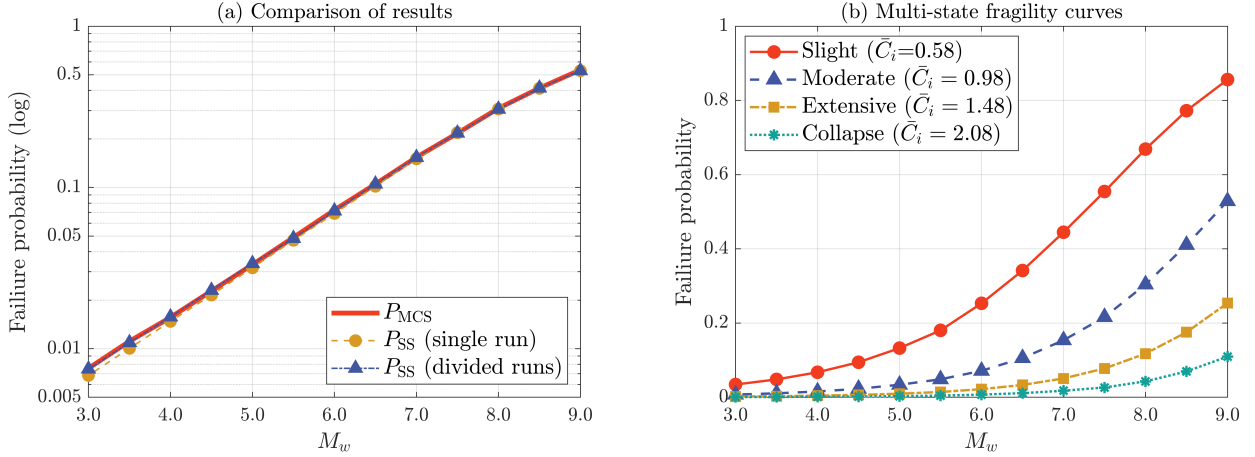 (a) Comparison of results
Failure probability (log)
1
0.5
0.1
0.05
0.01
0.005
P_MCS
P_SS (single run)
P_SS (divided runs)
3.0 4.0 5.0 6.0 7.0 8.0 9.0
M_w
(b) Multi-state fragility curves
Failure probability
1
0.8
0.6
0.4
0.2
0
Slight (C̄_i=0.58)
Moderate (C̄_i = 0.98)
Extensive (C̄_i = 1.48)
Collapse (C̄_i = 2.08)
3.0 4.0 5.0 6.0 7.0 8.0 9.0
M_w